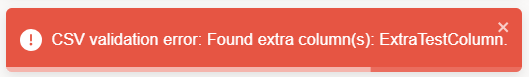 CSV validation error: Found extra column(s): ExtraTestColumn.